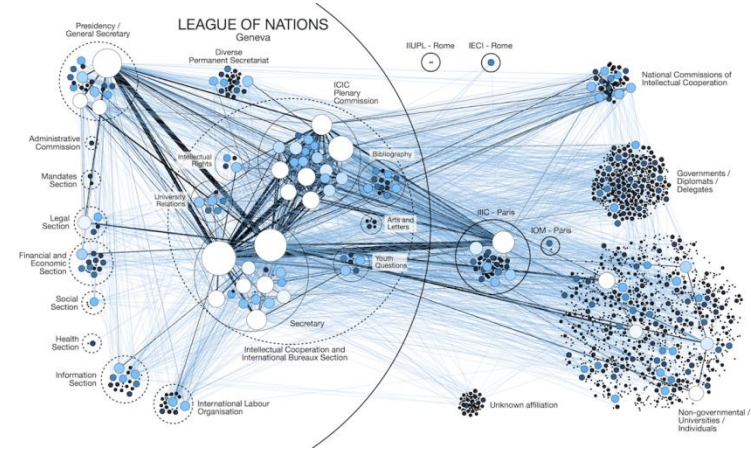 LEAGUE OF NATIONS
Geneva
Presidency /
General Secretary
Diverse
Permanent Secretariat
IIUPL - Rome
IECI - Rome
National Commissions of
Intellectual Cooperation
ICIC
Plenary
Commission
Administrative
Commission
Intellectual
Rights
Bibliography
Mandates
Section
Governments /
Diplomats /
Delegates
University
Relations
Legal
Section
Arts and
Letters
IIIC - Paris
IOM - Paris
Financial and
Economic
Section
Youth
Questions
Social
Section
Secretary
Health
Section
Intellectual Cooperation and
International Bureaux Section
Information
Section
International Labour
Organisation
Unknown affiliation
Non-governmental /
Universities /
Individuals